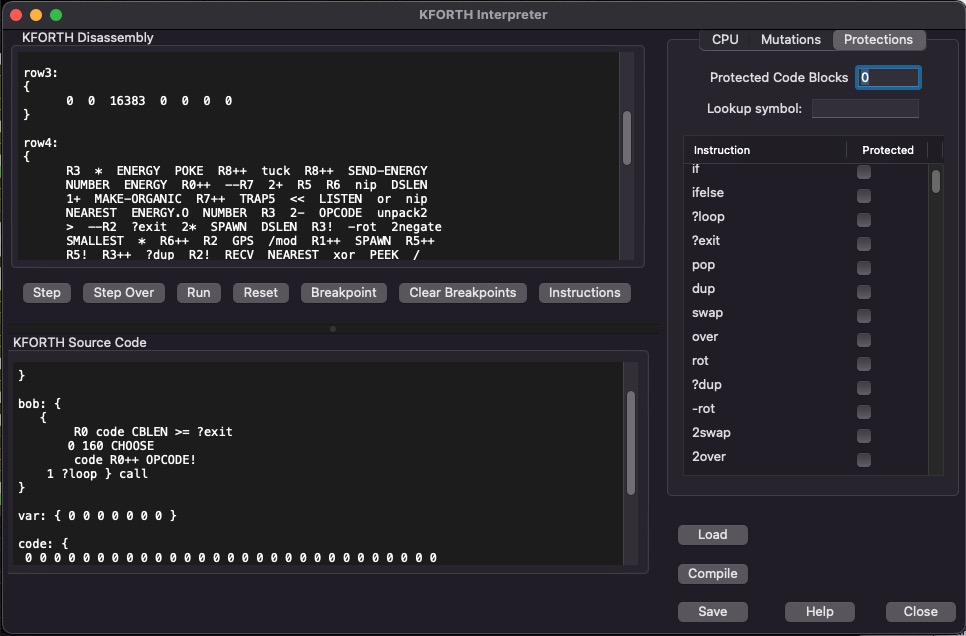 KFORTH Interpreter
KFORTH Disassembly
row3:
{
0 0 16383 0 0 0 0
}
row4:
{
R3 * ENERGY POKE R8++ tuck R8++ SEND-ENERGY
NUMBER ENERGY R0++ --R7 2+ R5 R6 nip DSLEN
1+ MAKE-ORGANIC R7++ TRAP5 << LISTEN or nip
NEAREST ENERGY.O NUMBER R3 2- OPCODE unpack2
> --R2 ?exit 2* SPAWN DSLEN R3! -rot 2negate
SMALLEST * R6++ R2 GPS /mod R1++ SPAWN R5++
R5! R3++ ?dup R2! RECV NEAREST xor PEEK /
Step
Step Over
Run
Reset
Breakpoint
Clear Breakpoints
Instructions
KFORTH Source Code
}
bob: {
{
R0 code CBLEN >= ?exit
0 160 CHOOSE
code R0++ OPCODE!
1 ?loop } call
}
var: { 0 0 0 0 0 0 0 }
code: {
0 0 0 0 0 0 0 0 0 0 0 0 0 0 0 0 0 0 0 0 0 0 0 0 0 0 0 0 0
CPU
Mutations
Protections
Protected Code Blocks 0
Lookup symbol:
Instruction Protected
if
ifelse
?loop
?exit
pop
dup
swap
over
rot
?dup
-rot
2swap
2over
Load
Compile
Save
Help
Close